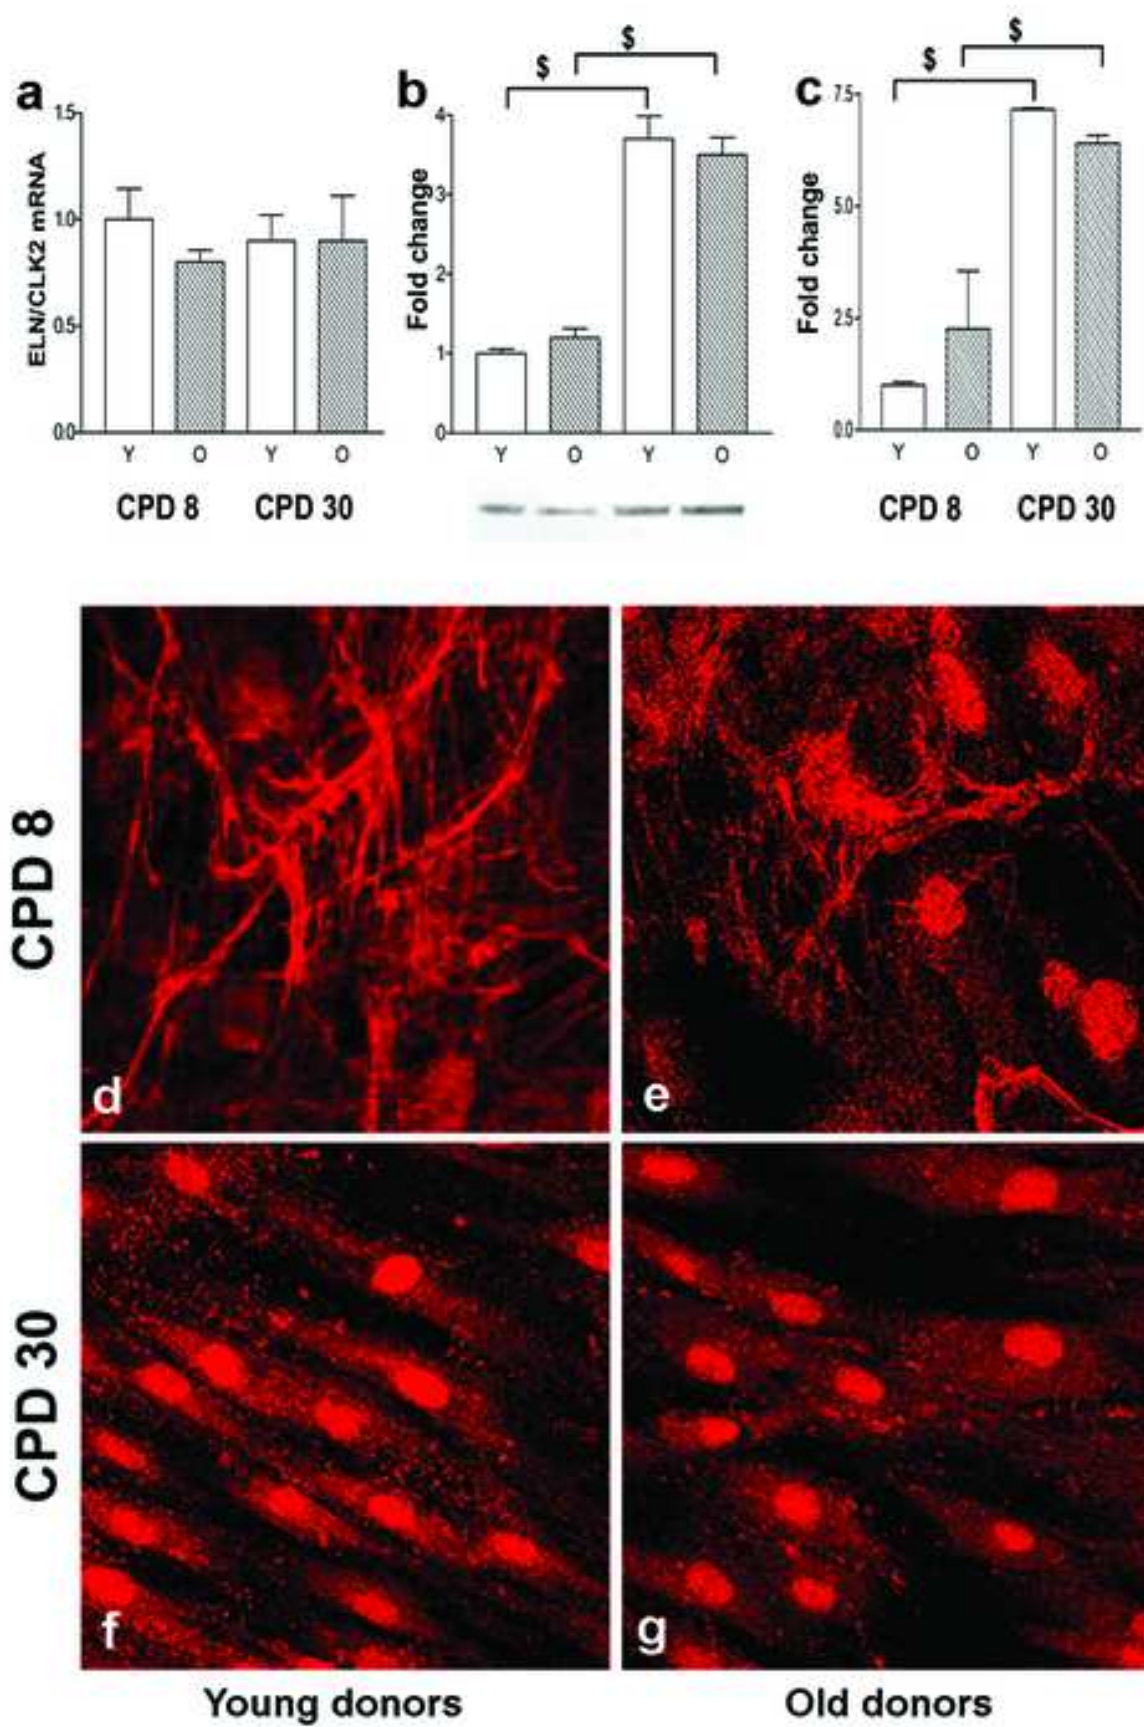 a
ELN/CLK2 mRNA
1.5
1.0
0.5
0.0
Y O Y O
CPD 8 CPD 30
b
$ $
Fold change
4
3
2
1
0
Y O Y O
c
$ $
Fold change
7.5
5.0
2.5
0.0
Y O Y O
CPD 8 CPD 30
CPD 8
d e
CPD 30
f g
Young donors Old donors